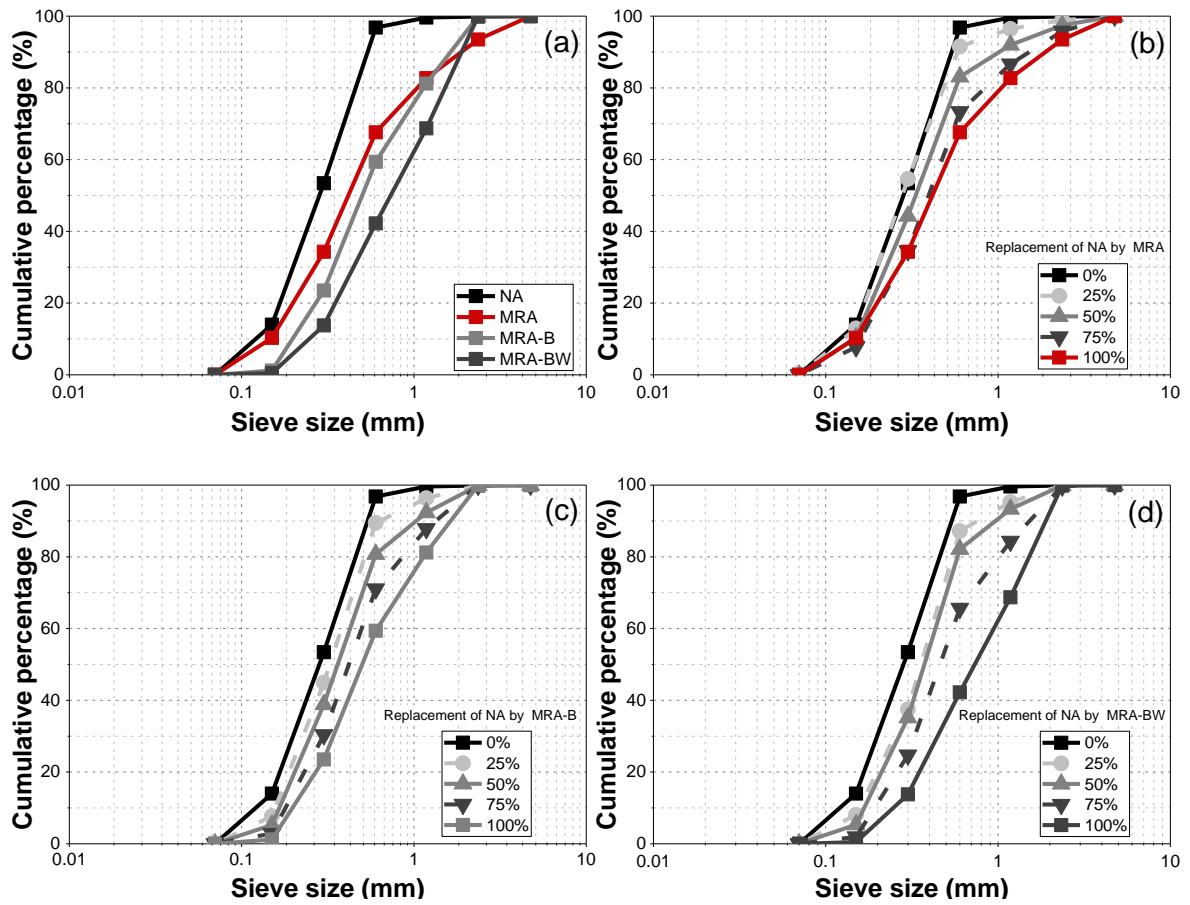 100
80
60
40
20
0
Cumulative percentage (%)
(a)
NA
MRA
MRA-B
MRA-BW
0.01
0.1
1
10
Sieve size (mm)
100
80
60
40
20
0
Cumulative percentage (%)
(b)
Replacement of NA by MRA
0%
25%
50%
75%
100%
0.01
0.1
1
10
Sieve size (mm)
100
80
60
40
20
0
Cumulative percentage (%)
(c)
Replacement of NA by MRA-B
0%
25%
50%
75%
100%
0.01
0.1
1
10
Sieve size (mm)
100
80
60
40
20
0
Cumulative percentage (%)
(d)
Replacement of NA by MRA-BW
0%
25%
50%
75%
100%
0.01
0.1
1
10
Sieve size (mm)